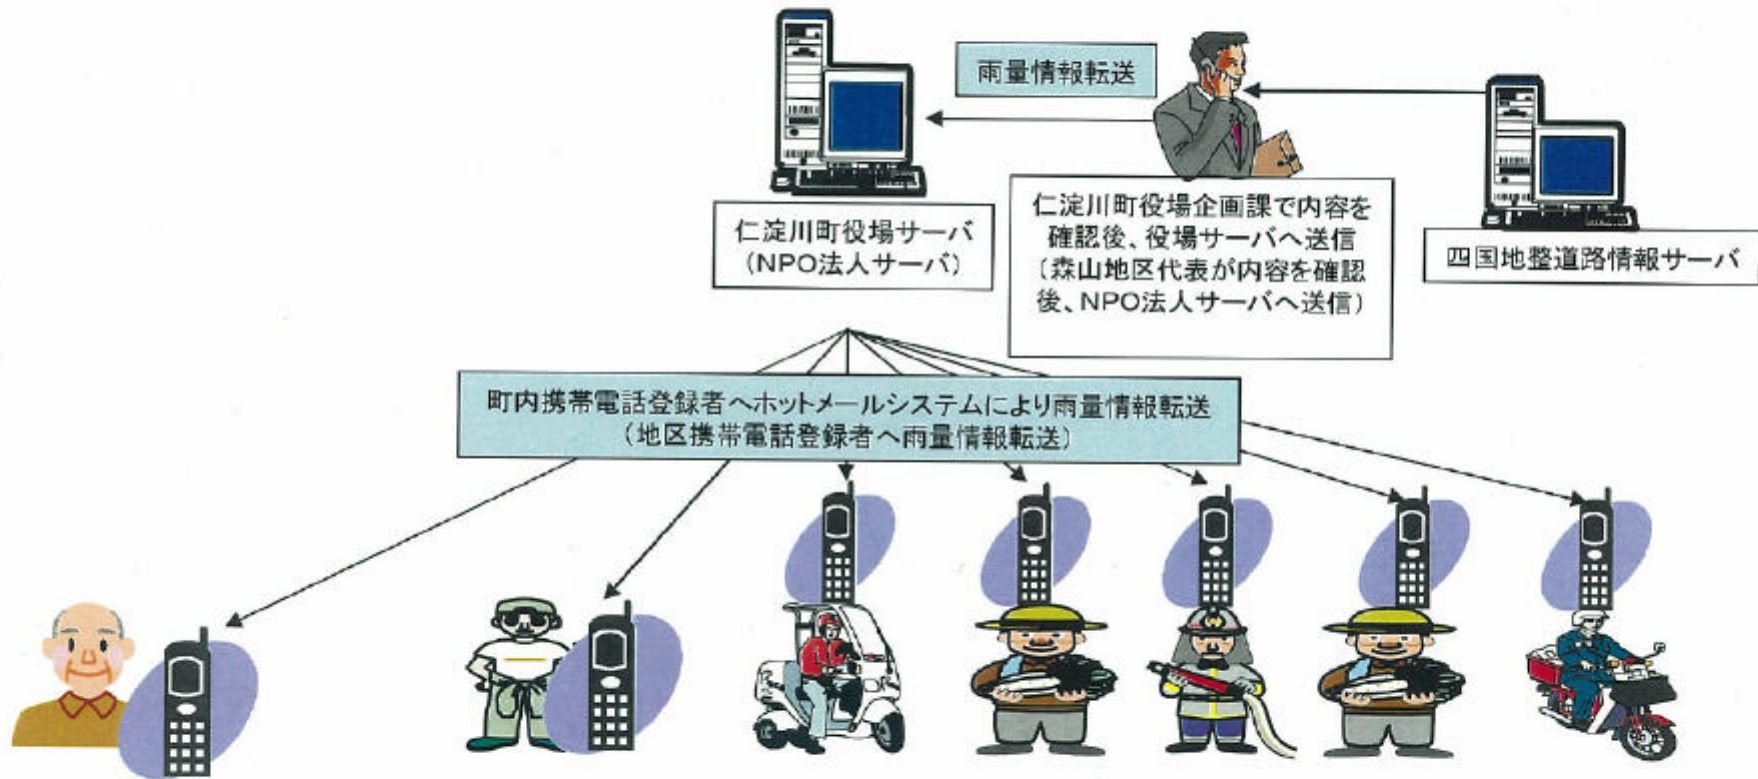 雨量情報転送
仁淀川町役場サーバ
（NPO法人サーバ）
仁淀川町役場企画課で内容を
確認後、役場サーバへ送信
（森山地区代表が内容を確認
後、NPO法人サーバへ送信）
四国地整道路情報サーバ
町内携帯電話登録者へホットメールシステムにより雨量情報転送
（地区携帯電話登録者へ雨量情報転送）